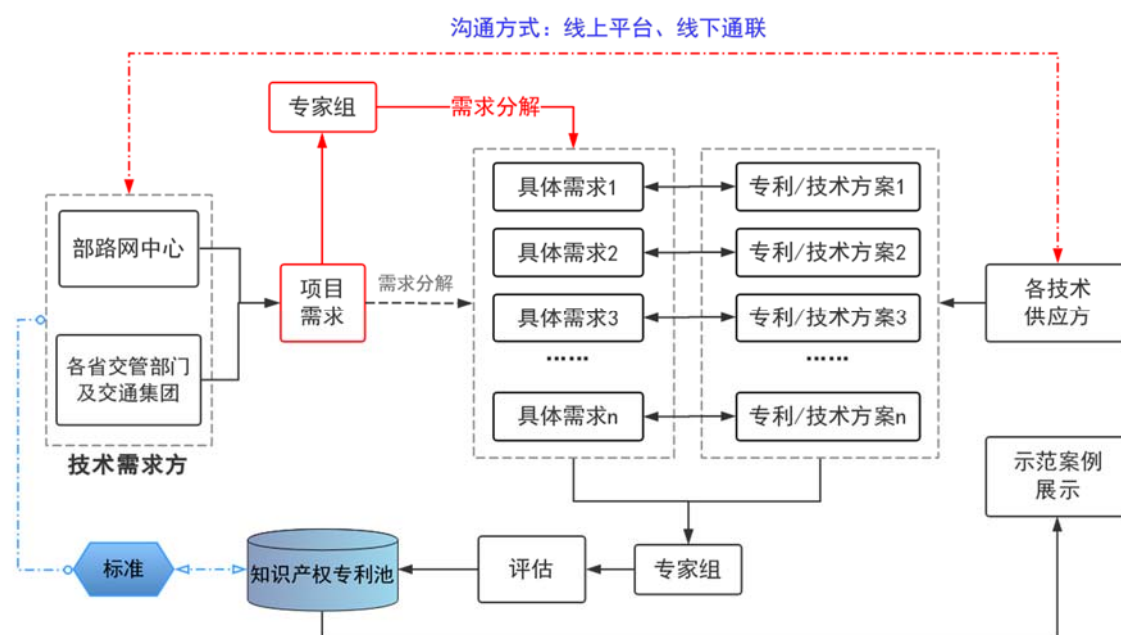 沟通方式：线上平台、线下通联
专家组
需求分解
部路网中心
各省交管部门
及交通集团
技术需求方
项目
需求
需求分解
具体需求1
专利/技术方案1
具体需求2
专利/技术方案2
具体需求3
专利/技术方案3
……
……
具体需求n
专利/技术方案n
各技术
供应方
示范案例
展示
标准
知识产权专利池
评估
专家组